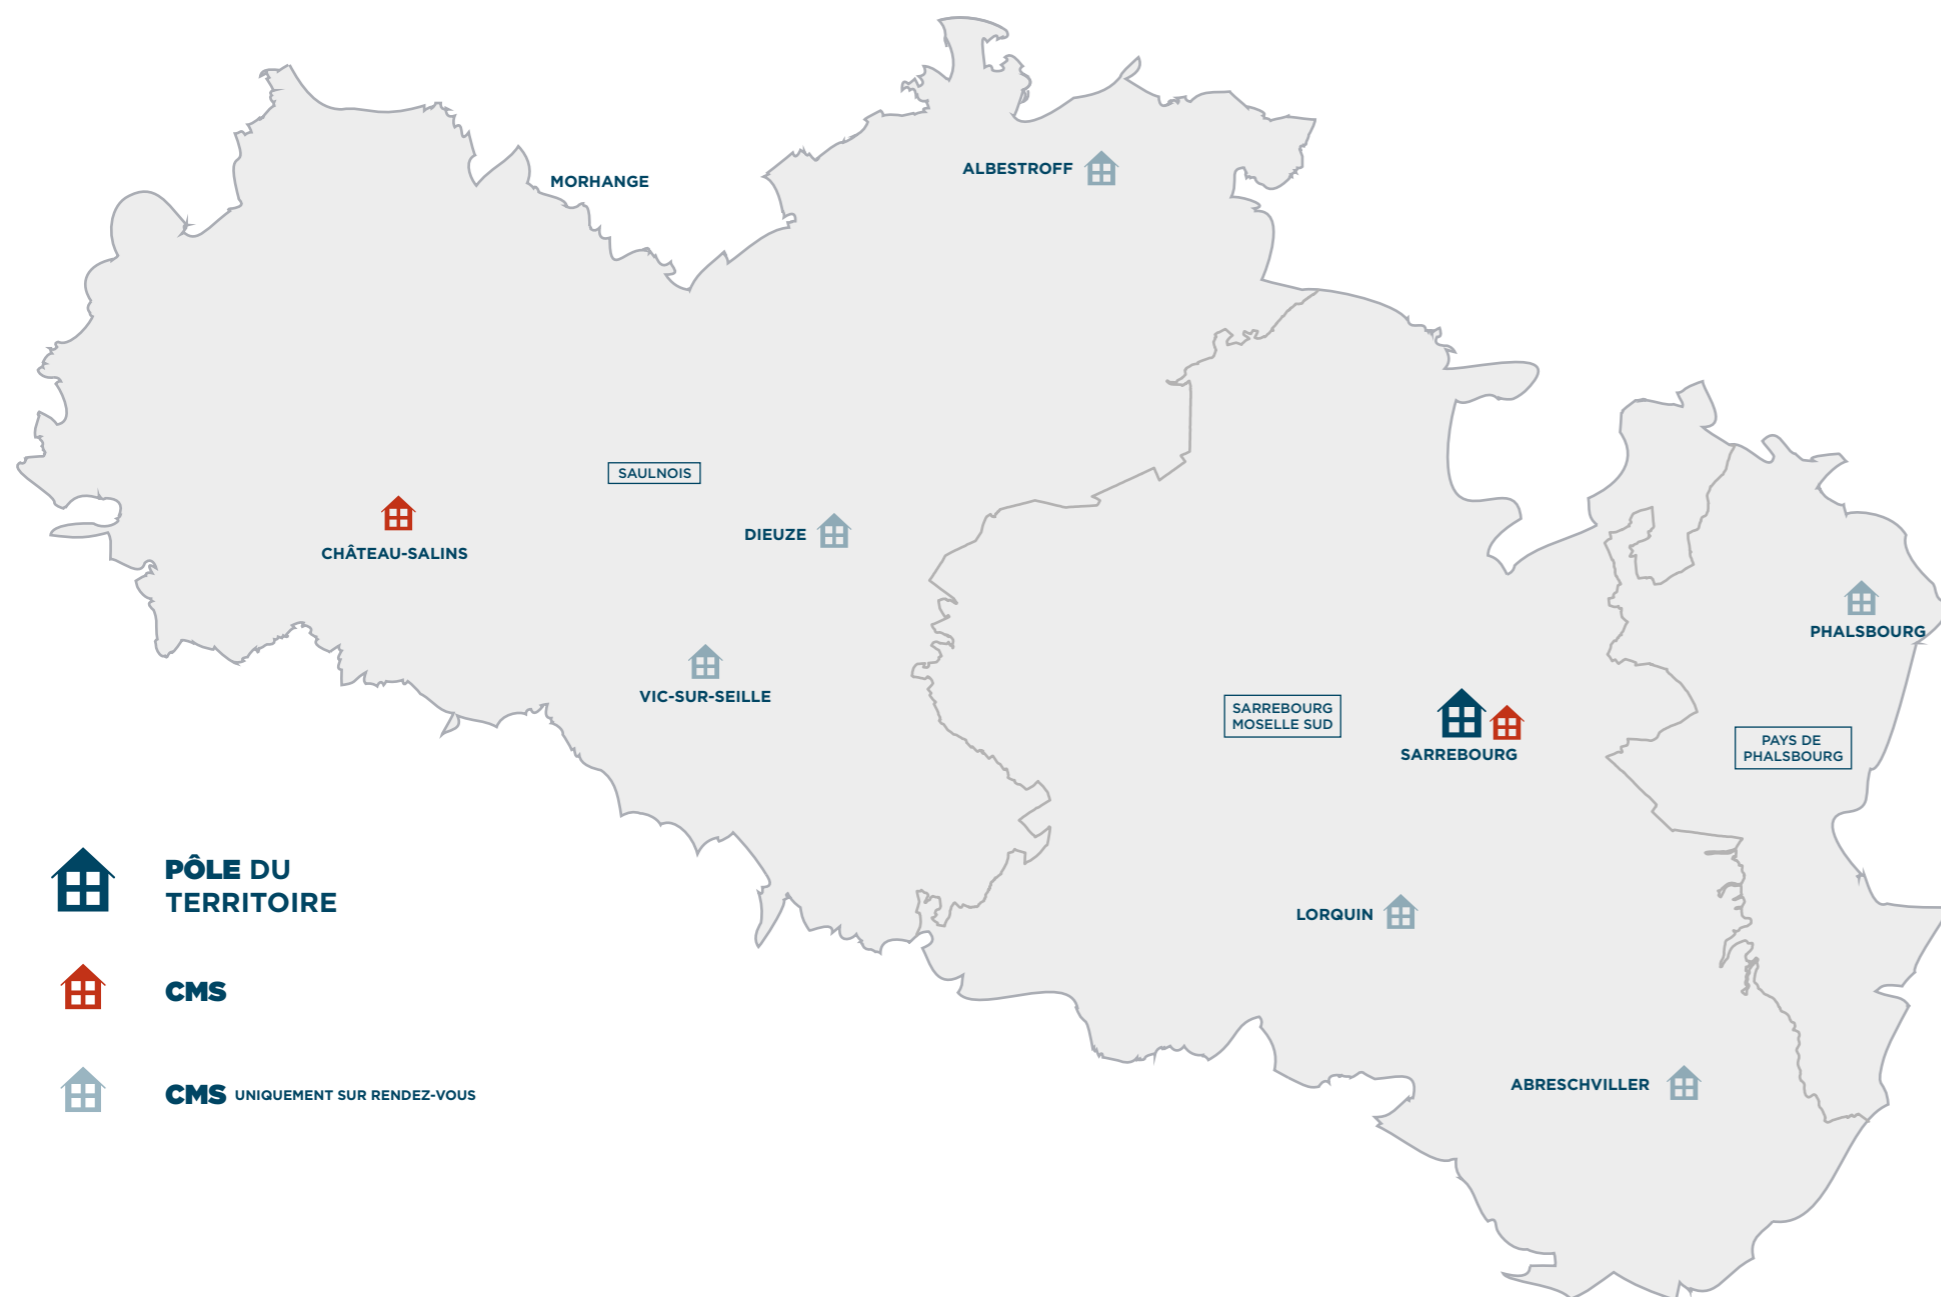 MORHANGE
ALBESTROFF
SAULNOIS
CHÂTEAU-SALINS
DIEUZE
VIC-SUR-SEILLE
PHALSBOURG
SARREBOURG
MOSELLE SUD
SARREBOURG
PAYS DE
PHALSBOURG
LORQUIN
ABRESCHVILLER
PÔLE DU
TERRITOIRE
CMS
CMS UNIQUEMENT SUR RENDEZ-VOUS